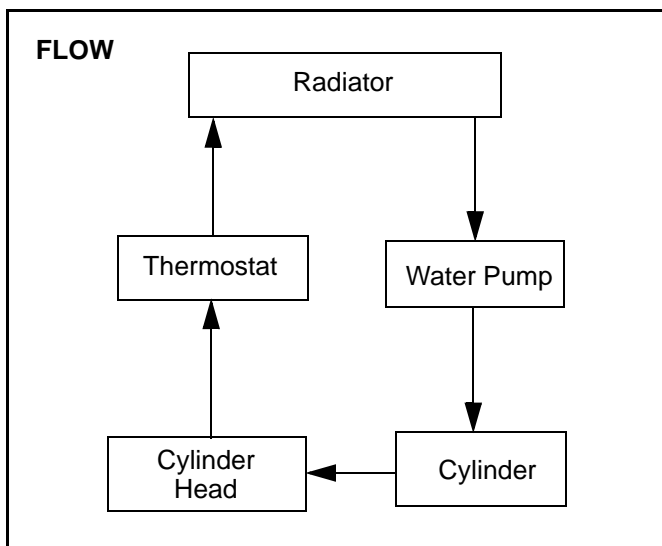 FLOW
Radiator
Thermostat
Water Pump
Cylinder
Head
Cylinder